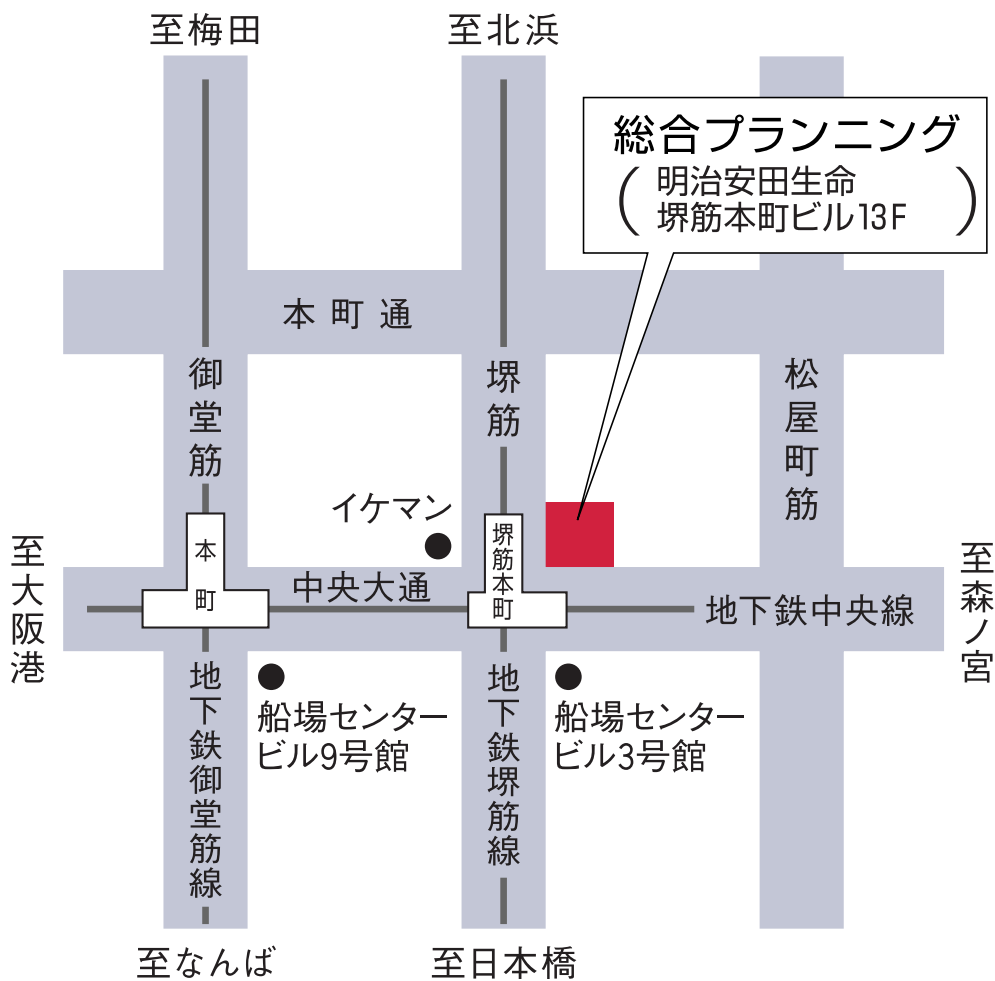 至梅田
至北浜
総合プランニング
(明治安田生命
堺筋本町ビル13F)
本町通
御堂筋
堺筋
松屋町筋
イケマン
本町
堺筋本町
至大阪港
中央大通
地下鉄中央線
至森ノ宮
地下鉄御堂筋線
船場センター
ビル9号館
地下鉄堺筋線
船場センター
ビル3号館
至なんば
至日本橋